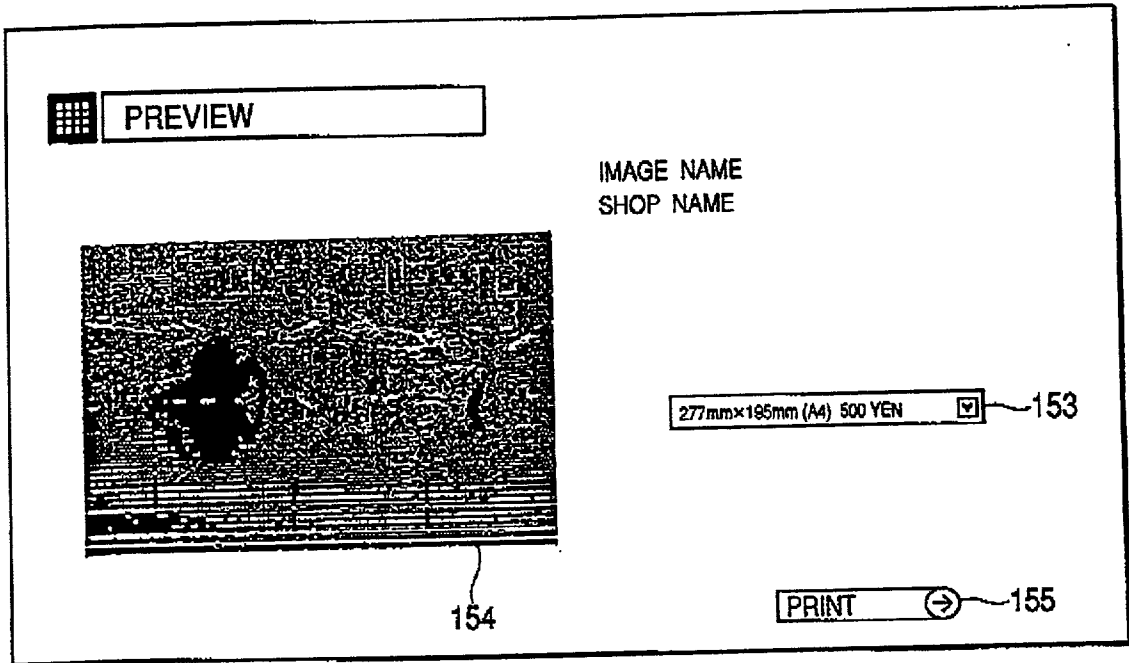 PREVIEW
IMAGE NAME
SHOP NAME
277mm×195mm (A4) 500 YEN
153
154
PRINT
155